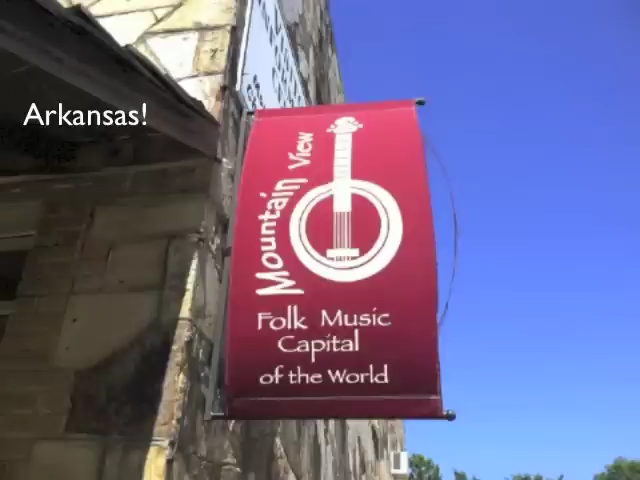 Arkansas!
Mountain View
Folk Music
Capital
of the World